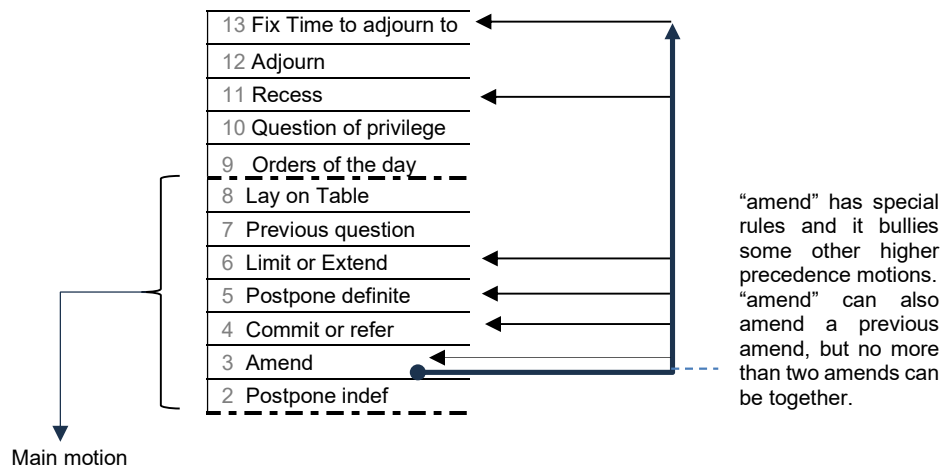 13 Fix Time to adjourn to
12 Adjourn
11 Recess
10 Question of privilege
9 Orders of the day
8 Lay on Table
7 Previous question
6 Limit or Extend
5 Postpone definite
4 Commit or refer
3 Amend
2 Postpone indef
Main motion
“amend” has special
rules and it bullies
some other higher
precedence motions.
“amend” can also
amend a previous
amend, but no more
than two amends can
be together.